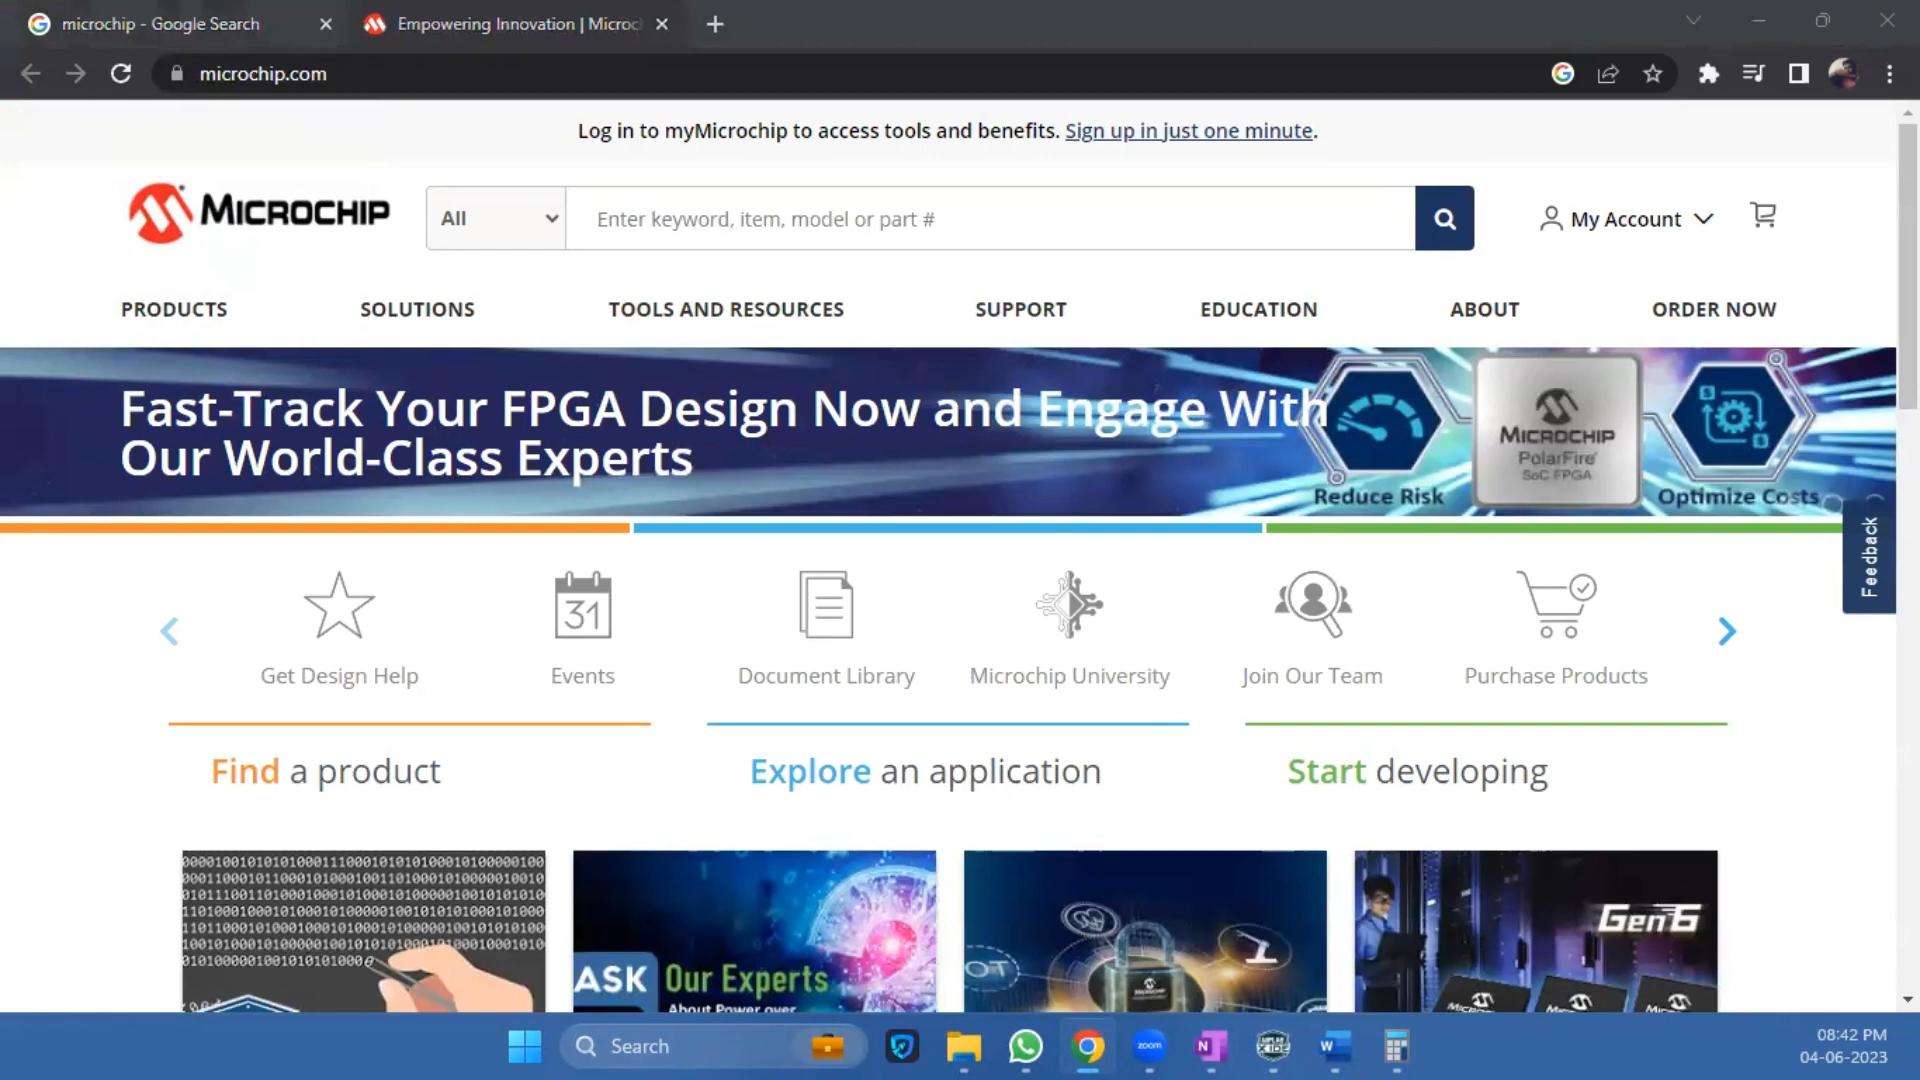 microchip - Google Search
Empowering Innovation | Microc
microchip.com
Log in to myMicrochip to access tools and benefits. Sign up in just one minute.
MICROCHIP
All
Enter keyword, item, model or part #
My Account
PRODUCTS
SOLUTIONS
TOOLS AND RESOURCES
SUPPORT
EDUCATION
ABOUT
ORDER NOW
Fast-Track Your FPGA Design Now and Engage With
Our World-Class Experts
MICROCHIP
PolarFire®
SoC FPGA
Reduce Risk
Optimize Costs
Feedback
31
Get Design Help
Events
Document Library
Microchip University
Join Our Team
Purchase Products
Find a product
Explore an application
Start developing
ASK Our Experts
About Power over
IOT
Gen6
Search
zoom
N
W
08:42 PM
04-06-2023